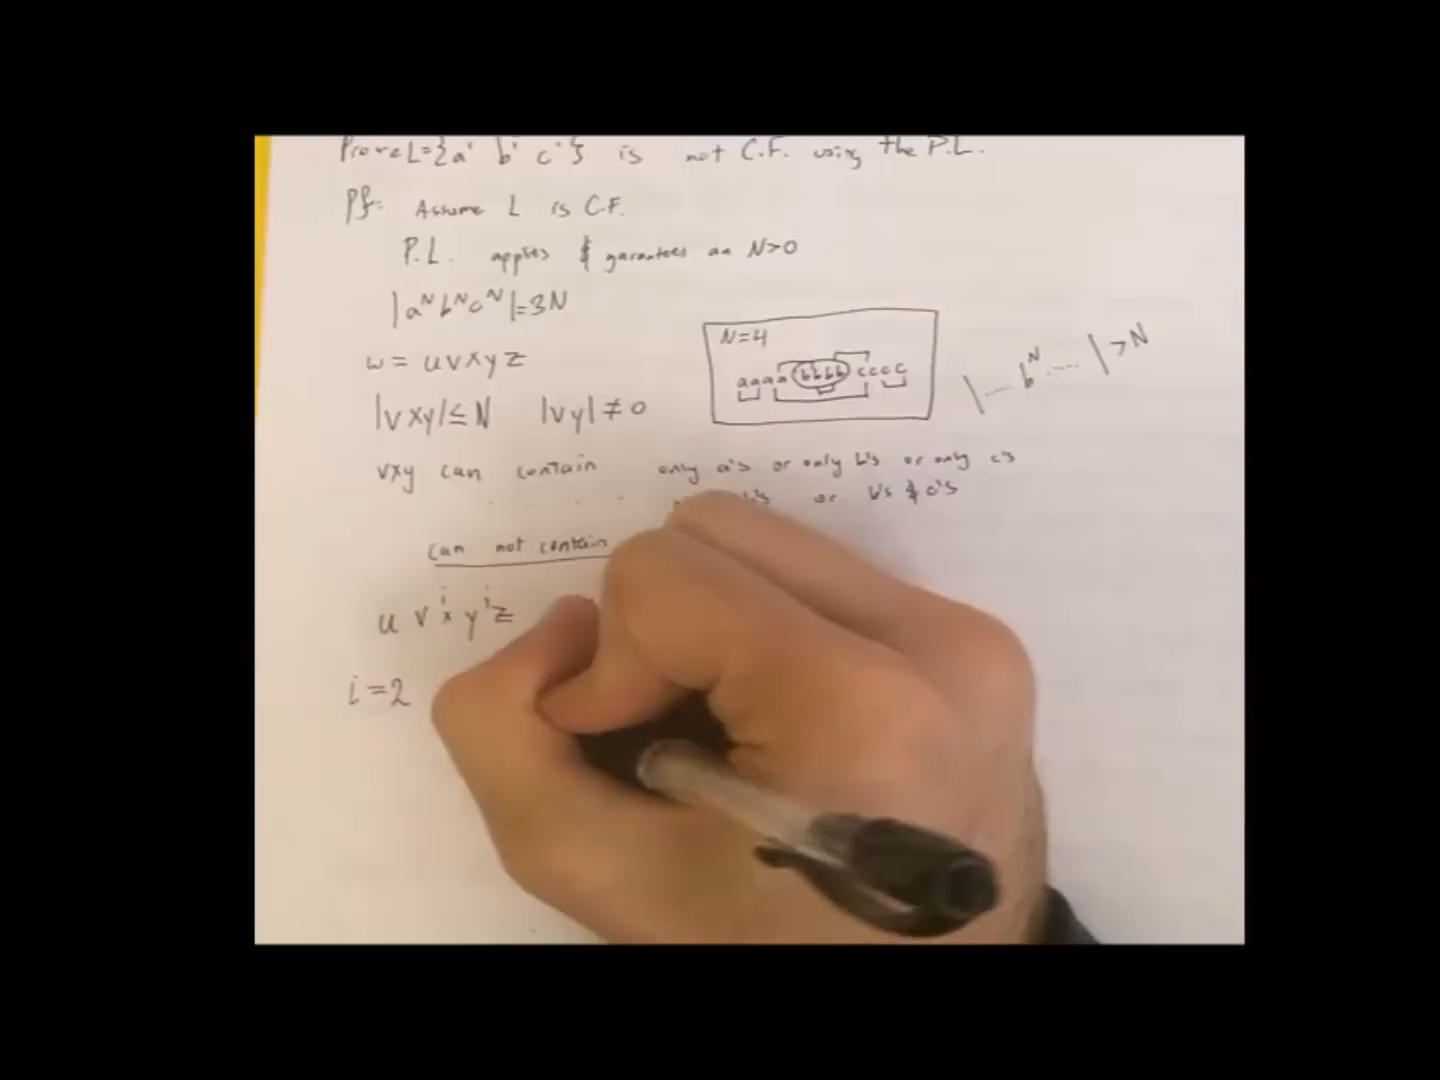 Prove L={aⁱ bⁱ cⁱ} is not C.F. using the P.L.
Pf: Assume L is C.F.
P.L. applies & garantees an N>0
|aᴺbᴺcᴺ|=3N
w = uvxyz
|vxy|≤N |vy|≠0
N=4
aaaa bbbb cccc
|... bᴺ ...| >N
vxy can contain only a's or only b's or only c's
b's or b's & c's
can not contain
u vⁱ x yⁱ z
i=2